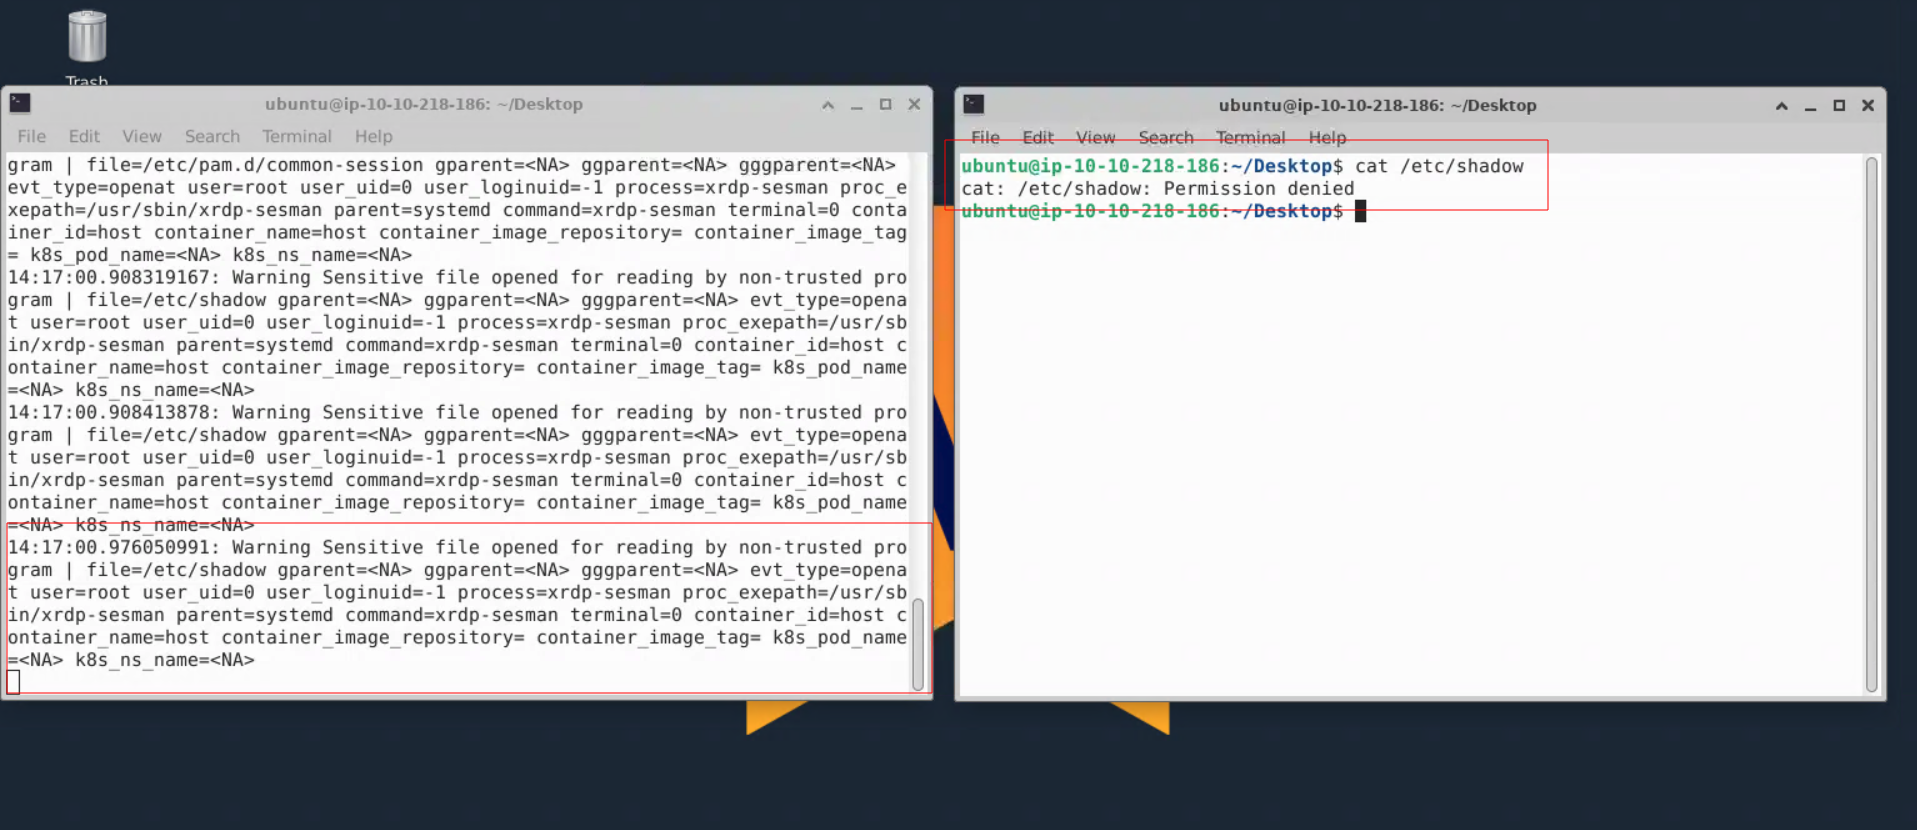 Trash
ubuntu@ip-10-10-218-186: ~/Desktop
File Edit View Search Terminal Help
gram | file=/etc/pam.d/common-session gparent=<NA> ggparent=<NA> gggparent=<NA>
evt_type=openat user=root user_uid=0 user_loginuid=-1 process=xrdp-sesman proc_e
xepath=/usr/sbin/xrdp-sesman parent=systemd command=xrdp-sesman terminal=0 conta
iner_id=host container_name=host container_image_repository= container_image_tag
= k8s_pod_name=<NA> k8s_ns_name=<NA>
14:17:00.908319167: Warning Sensitive file opened for reading by non-trusted pro
gram | file=/etc/shadow gparent=<NA> ggparent=<NA> gggparent=<NA> evt_type=opena
t user=root user_uid=0 user_loginuid=-1 process=xrdp-sesman proc_exepath=/usr/sb
in/xrdp-sesman parent=systemd command=xrdp-sesman terminal=0 container_id=host c
ontainer_name=host container_image_repository= container_image_tag= k8s_pod_name
=<NA> k8s_ns_name=<NA>
14:17:00.908413878: Warning Sensitive file opened for reading by non-trusted pro
gram | file=/etc/shadow gparent=<NA> ggparent=<NA> gggparent=<NA> evt_type=opena
t user=root user_uid=0 user_loginuid=-1 process=xrdp-sesman proc_exepath=/usr/sb
in/xrdp-sesman parent=systemd command=xrdp-sesman terminal=0 container_id=host c
ontainer_name=host container_image_repository= container_image_tag= k8s_pod_name
=<NA> k8s_ns_name=<NA>
14:17:00.976050991: Warning Sensitive file opened for reading by non-trusted pro
gram | file=/etc/shadow gparent=<NA> ggparent=<NA> gggparent=<NA> evt_type=opena
t user=root user_uid=0 user_loginuid=-1 process=xrdp-sesman proc_exepath=/usr/sb
in/xrdp-sesman parent=systemd command=xrdp-sesman terminal=0 container_id=host c
ontainer_name=host container_image_repository= container_image_tag= k8s_pod_name
=<NA> k8s_ns_name=<NA>
ubuntu@ip-10-10-218-186: ~/Desktop
File Edit View Search Terminal Help
ubuntu@ip-10-10-218-186:~/Desktop$ cat /etc/shadow
cat: /etc/shadow: Permission denied
ubuntu@ip-10-10-218-186:~/Desktop$